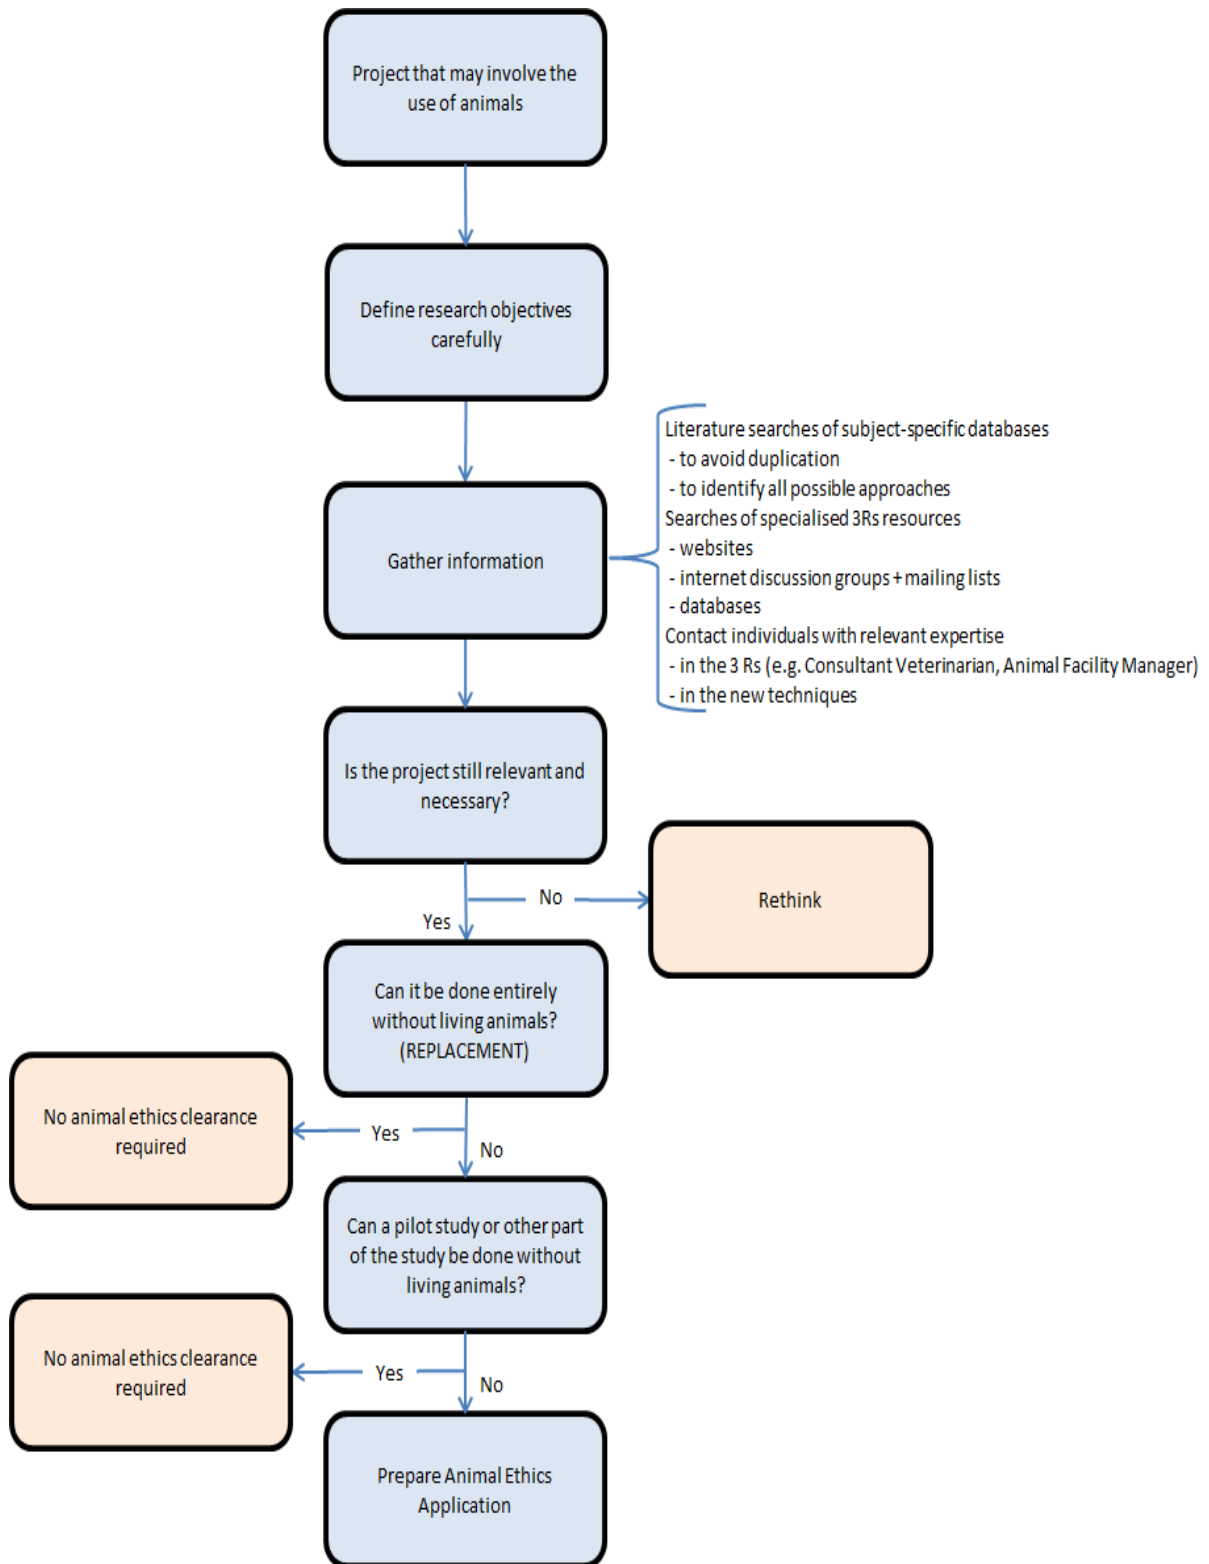 Project that may involve the
use of animals
Define research objectives
carefully
Gather information
Literature searches of subject-specific databases
- to avoid duplication
- to identify all possible approaches
Searches of specialised 3Rs resources
- websites
- internet discussion groups + mailing lists
- databases
Contact individuals with relevant expertise
- in the 3 Rs (e.g. Consultant Veterinarian, Animal Facility Manager)
- in the new techniques
Is the project still relevant and
necessary?
No
Rethink
Yes
Can it be done entirely
without living animals?
(REPLACEMENT)
No animal ethics clearance
required
Yes
No
Can a pilot study or other part
of the study be done without
living animals?
No animal ethics clearance
required
Yes
No
Prepare Animal Ethics
Application